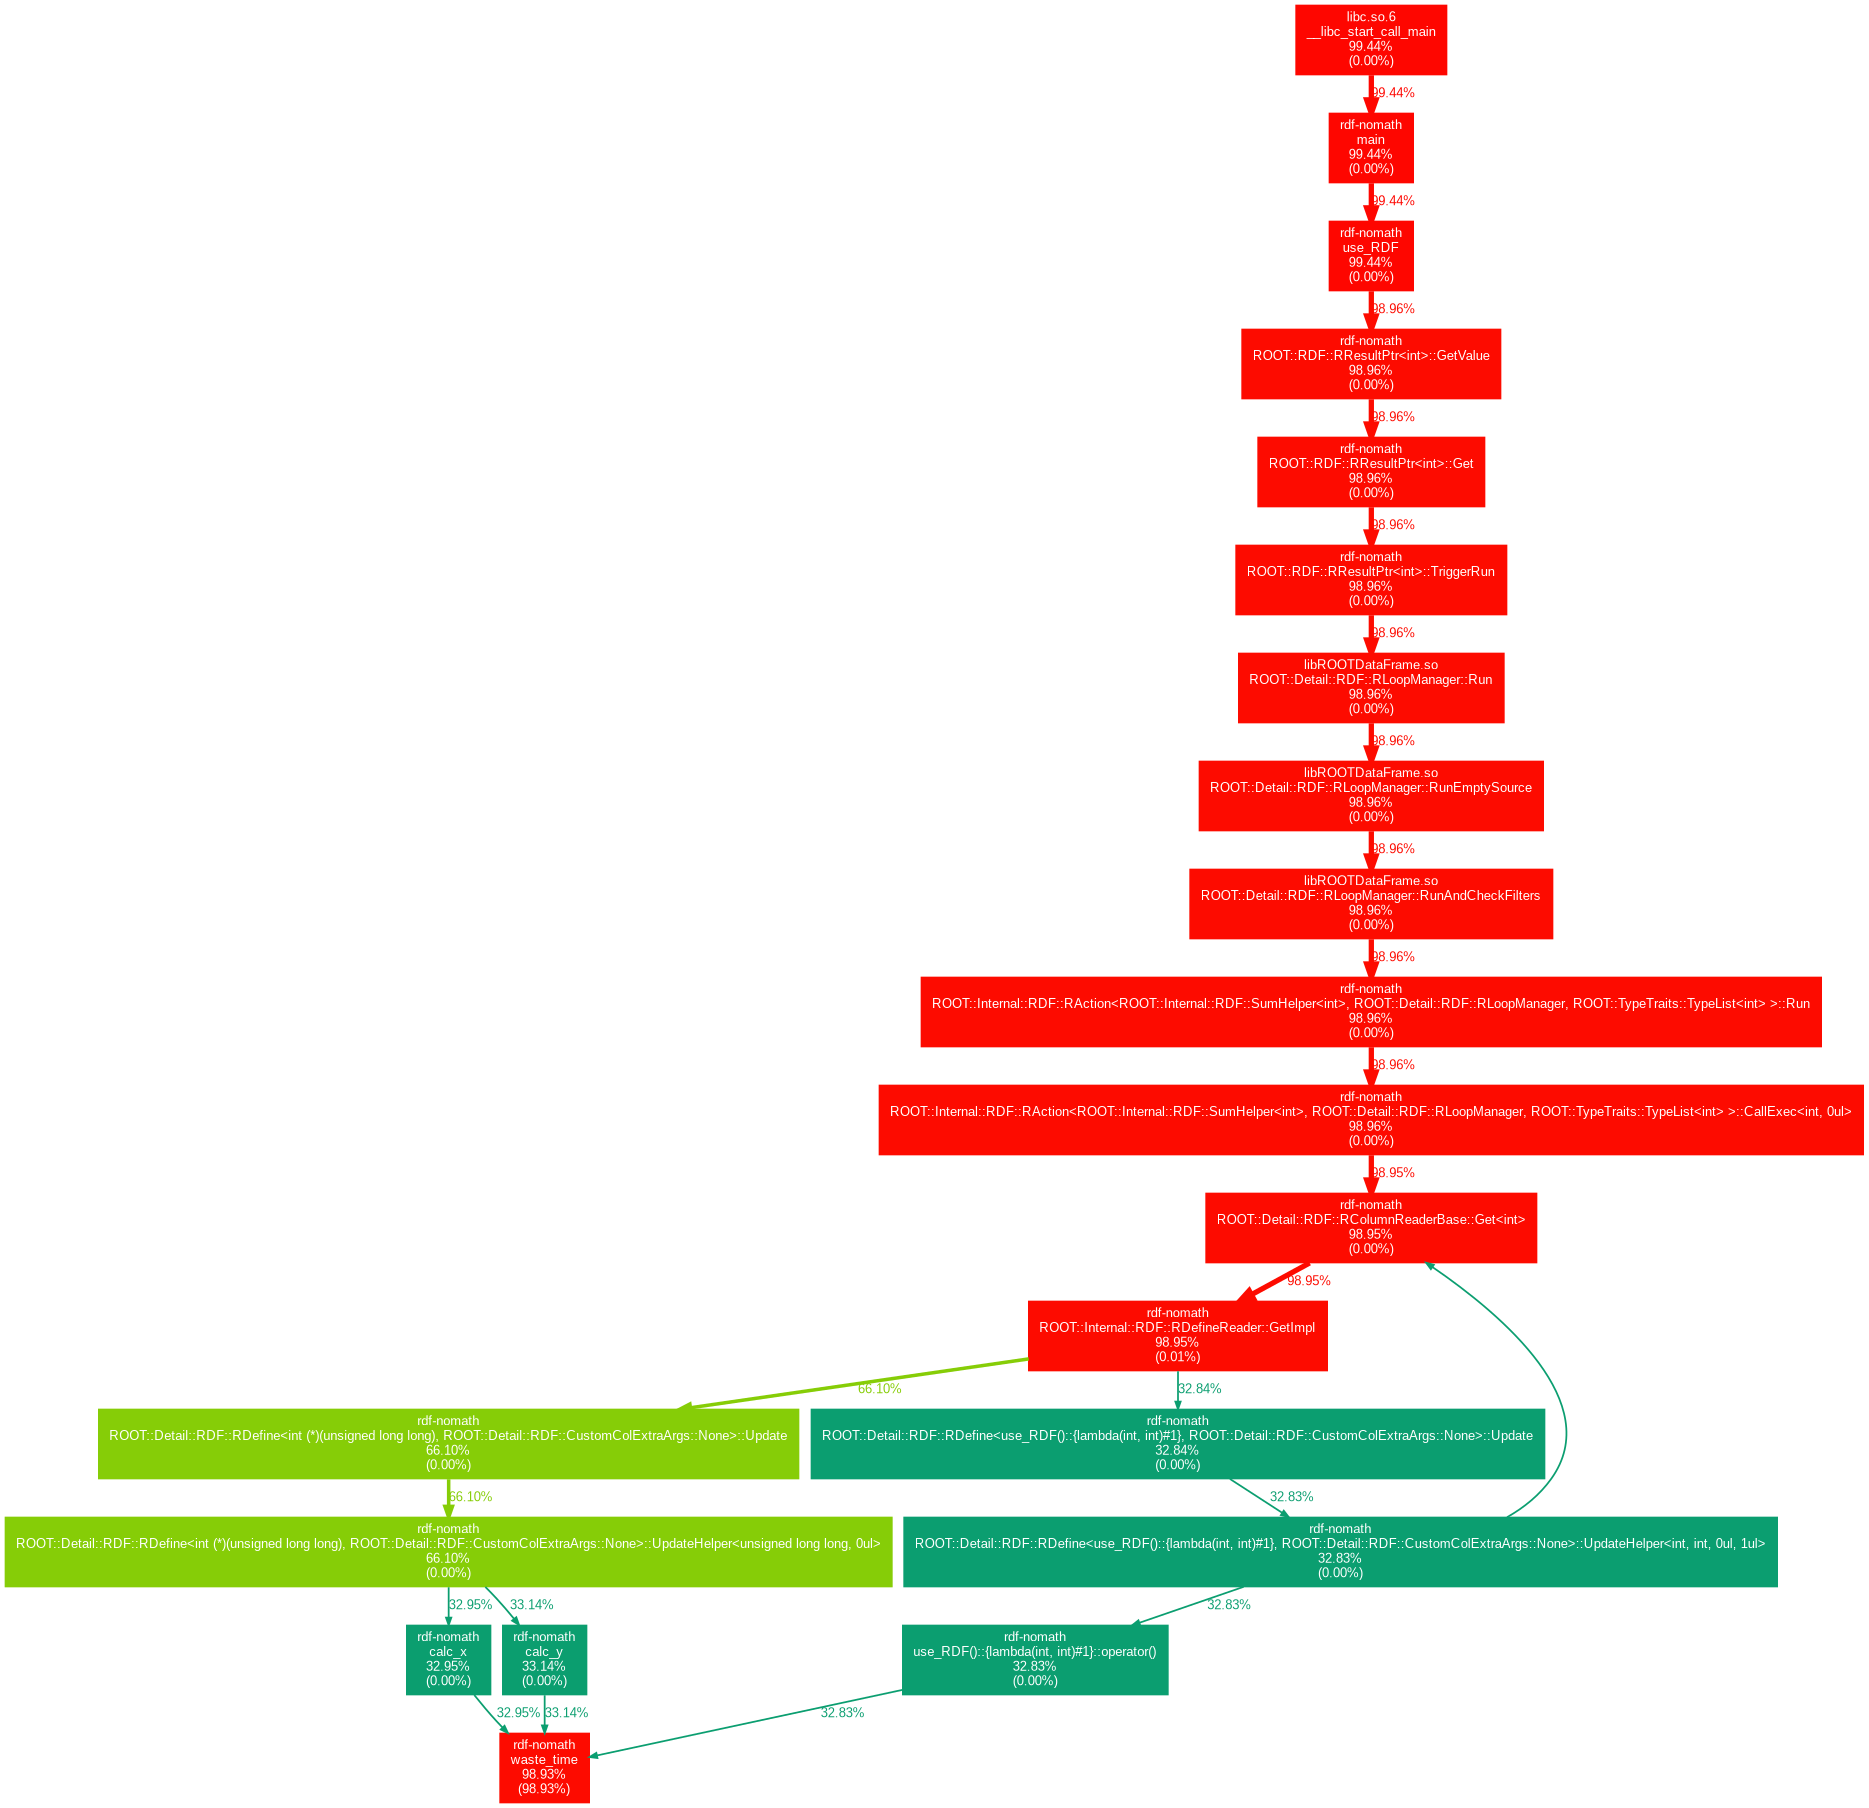 libc.so.6
__libc_start_call_main
99.44%
(0.00%)
99.44%
rdf-nomath
main
99.44%
(0.00%)
99.44%
rdf-nomath
use_RDF
99.44%
(0.00%)
98.96%
rdf-nomath
ROOT::RDF::RResultPtr<int>::GetValue
98.96%
(0.00%)
98.96%
rdf-nomath
ROOT::RDF::RResultPtr<int>::Get
98.96%
(0.00%)
98.96%
rdf-nomath
ROOT::RDF::RResultPtr<int>::TriggerRun
98.96%
(0.00%)
98.96%
libROOTDataFrame.so
ROOT::Detail::RDF::RLoopManager::Run
98.96%
(0.00%)
98.96%
libROOTDataFrame.so
ROOT::Detail::RDF::RLoopManager::RunEmptySource
98.96%
(0.00%)
98.96%
libROOTDataFrame.so
ROOT::Detail::RDF::RLoopManager::RunAndCheckFilters
98.96%
(0.00%)
98.96%
rdf-nomath
ROOT::Internal::RDF::RAction<ROOT::Internal::RDF::SumHelper<int>, ROOT::Detail::RDF::RLoopManager, ROOT::TypeTraits::TypeList<int> >::Run
98.96%
(0.00%)
98.96%
rdf-nomath
ROOT::Internal::RDF::RAction<ROOT::Internal::RDF::SumHelper<int>, ROOT::Detail::RDF::RLoopManager, ROOT::TypeTraits::TypeList<int> >::CallExec<int, 0ul>
98.96%
(0.00%)
98.95%
rdf-nomath
ROOT::Detail::RDF::RColumnReaderBase::Get<int>
98.95%
(0.00%)
98.95%
rdf-nomath
ROOT::Internal::RDF::RDefineReader::GetImpl
98.95%
(0.01%)
66.10%
32.84%
rdf-nomath
ROOT::Detail::RDF::RDefine<int (*)(unsigned long long), ROOT::Detail::RDF::CustomColExtraArgs::None>::Update
66.10%
(0.00%)
rdf-nomath
ROOT::Detail::RDF::RDefine<use_RDF()::{lambda(int, int)#1}, ROOT::Detail::RDF::CustomColExtraArgs::None>::Update
32.84%
(0.00%)
66.10%
32.83%
rdf-nomath
ROOT::Detail::RDF::RDefine<int (*)(unsigned long long), ROOT::Detail::RDF::CustomColExtraArgs::None>::UpdateHelper<unsigned long long, 0ul>
66.10%
(0.00%)
rdf-nomath
ROOT::Detail::RDF::RDefine<use_RDF()::{lambda(int, int)#1}, ROOT::Detail::RDF::CustomColExtraArgs::None>::UpdateHelper<int, int, 0ul, 1ul>
32.83%
(0.00%)
32.95%
33.14%
32.83%
rdf-nomath
calc_x
32.95%
(0.00%)
rdf-nomath
calc_y
33.14%
(0.00%)
rdf-nomath
use_RDF()::{lambda(int, int)#1}::operator()
32.83%
(0.00%)
32.95%
33.14%
32.83%
rdf-nomath
waste_time
98.93%
(98.93%)